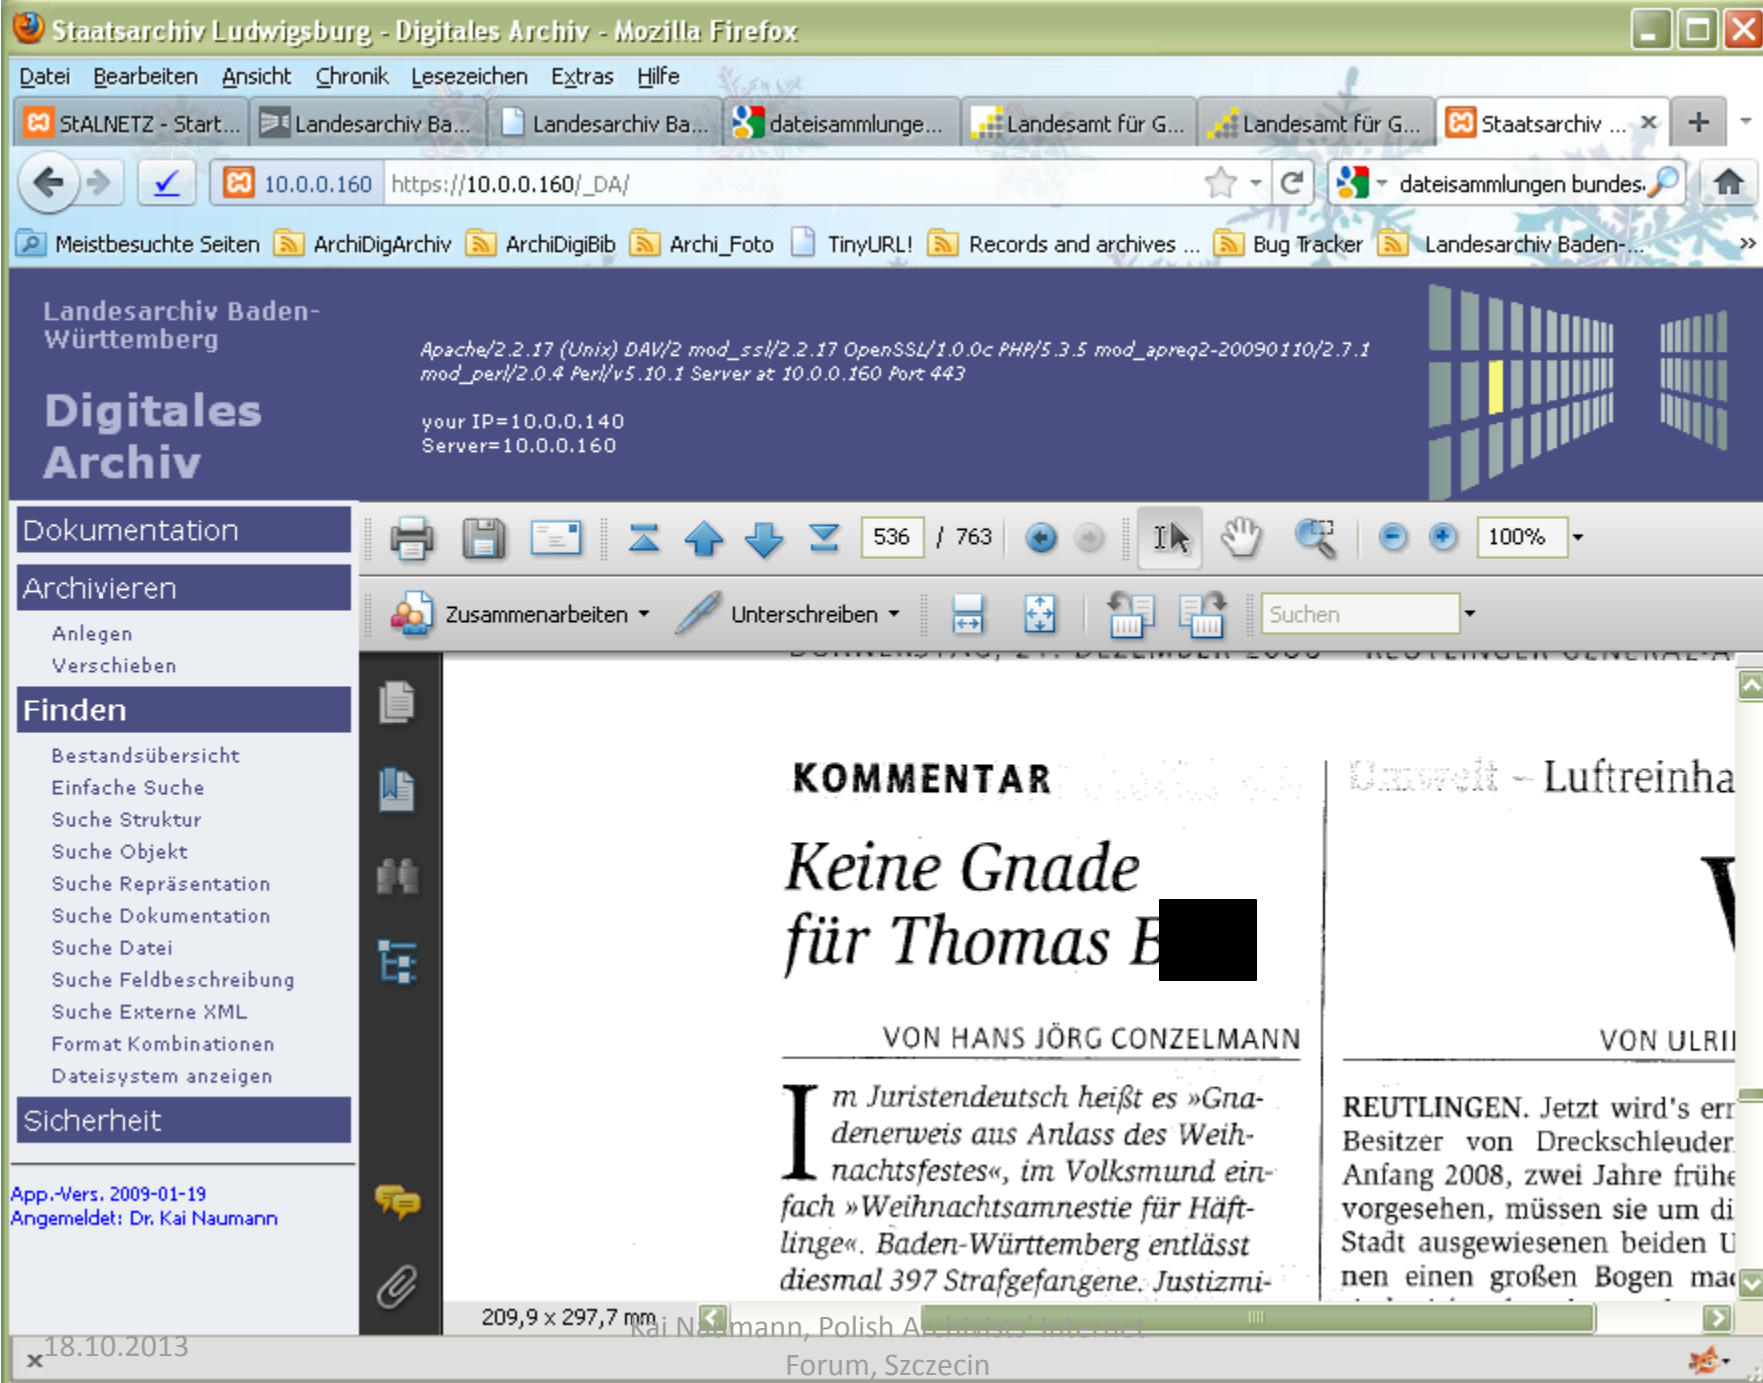 Staatsarchiv Ludwigsburg - Digitales Archiv - Mozilla Firefox
Datei Bearbeiten Ansicht Chronik Lesezeichen Extras Hilfe
StALNETZ - Start... Landesarchiv Ba... Landesarchiv Ba... dateisammlunge... Landesamt für G... Landesamt für G... Staatsarchiv ...
10.0.0.160 https://10.0.0.160/_DA/ dateisammlungen bundes
Meistbesuchte Seiten ArchiDigArchiv ArchiDigiBib Archi_Foto TinyURL! Records and archives ... Bug Tracker Landesarchiv Baden-... »
Landesarchiv Baden-
Württemberg
Digitales
Archiv
Apache/2.2.17 (Unix) DAV/2 mod_ssl/2.2.17 OpenSSL/1.0.0c PHP/5.3.5 mod_apreq2-20090110/2.7.1
mod_perl/2.0.4 Perl/v5.10.1 Server at 10.0.0.160 Port 443
your IP=10.0.0.140
Server=10.0.0.160
Dokumentation
Archivieren
Anlegen
Verschieben
Finden
Bestandsübersicht
Einfache Suche
Suche Struktur
Suche Objekt
Suche Repräsentation
Suche Dokumentation
Suche Datei
Suche Feldbeschreibung
Suche Externe XML
Format Kombinationen
Dateisystem anzeigen
Sicherheit
App.-Vers. 2009-01-19
Angemeldet: Dr. Kai Naumann
536 / 763 100%
Zusammenarbeiten Unterschreiben Suchen
DONNERSTAG, 21. DEZEMBER 2006 REUTLINGER GENERAL-A
KOMMENTAR
Keine Gnade
für Thomas B
VON HANS JÖRG CONZELMANN
Im Juristendeutsch heißt es »Gna-
denerweis aus Anlass des Weih-
nachtsfestes«, im Volksmund ein-
fach »Weihnachtsamnestie für Häft-
linge«. Baden-Württemberg entlässt
diesmal 397 Strafgefangene. Justizmi-
Umwelt – Luftreinha
VON ULRI
REUTLINGEN. Jetzt wird's err
Besitzer von Dreckschleuder
Anfang 2008, zwei Jahre frühe
vorgesehen, müssen sie um di
Stadt ausgewiesenen beiden U
nen einen großen Bogen mac
209,9 x 297,7 mm
18.10.2013
Kai Naumann, Polish Archivists' Internet
Forum, Szczecin